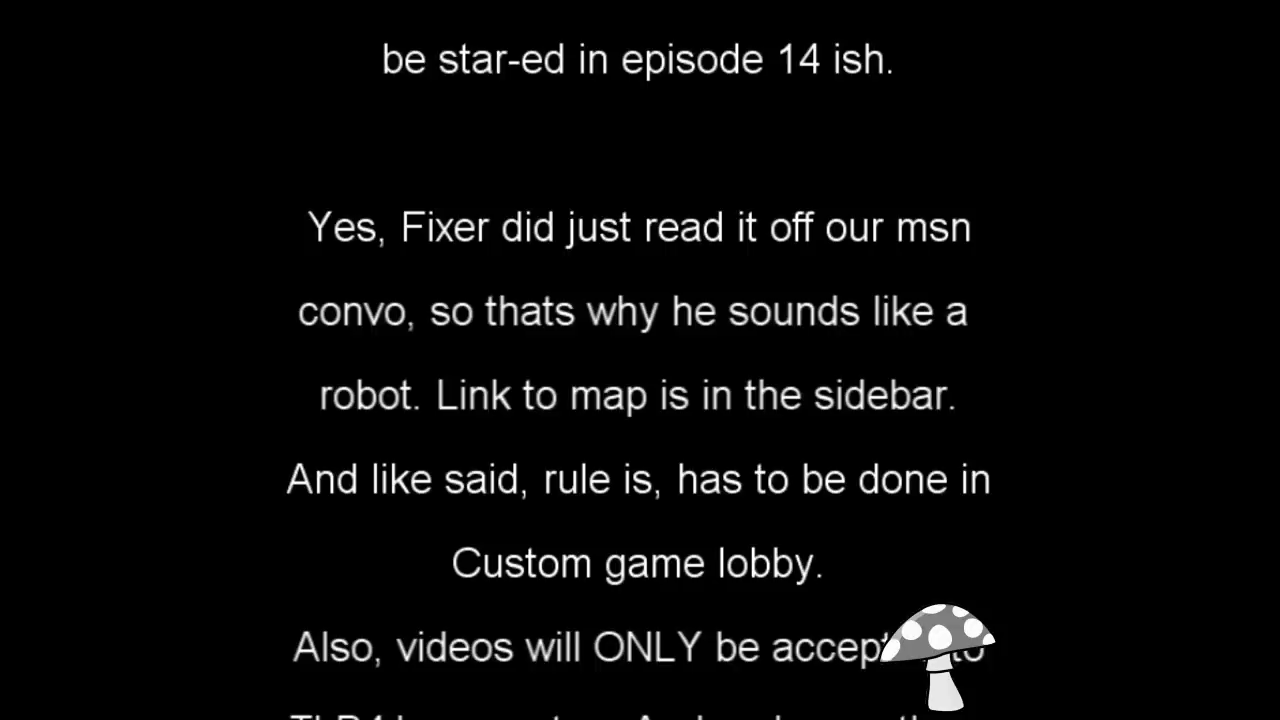 be star-ed in episode 14 ish.
Yes, Fixer did just read it off our msn
convo, so thats why he sounds like a
robot. Link to map is in the sidebar.
And like said, rule is, has to be done in
Custom game lobby.
Also, videos will ONLY be to